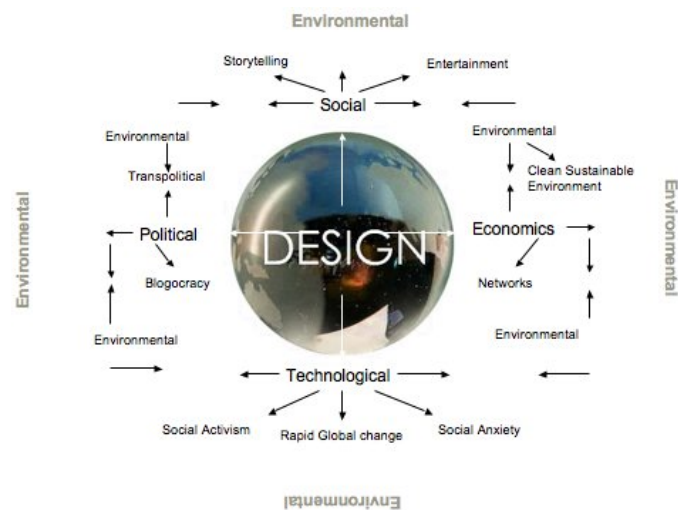 Environmental
Storytelling
Entertainment
Social
Environmental
Environmental
Transpolitical
Clean Sustainable
Environment
Environmental
Environmental
Political
DESIGN
Economics
Blogocracy
Networks
Environmental
Environmental
Technological
Social Activism
Rapid Global change
Social Anxiety
Environmental